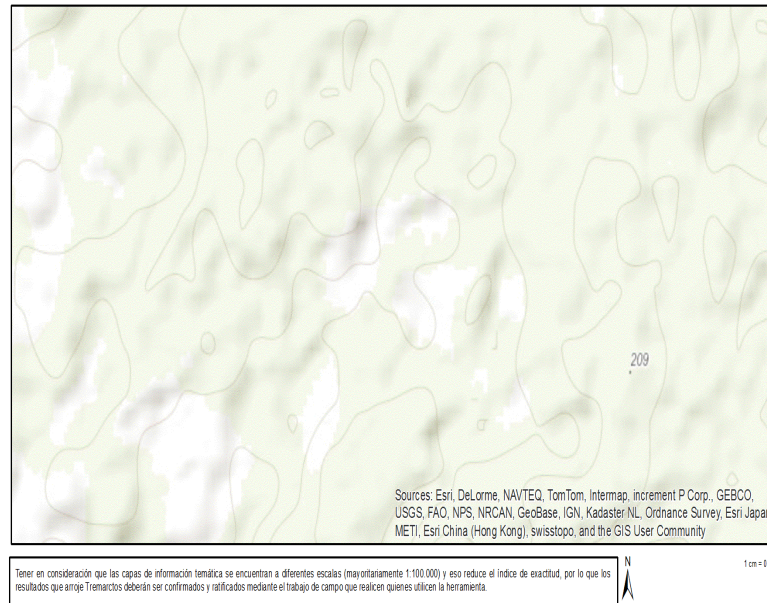 209
Sources: Esri, DeLorme, NAVTEQ, TomTom, Intermap, increment P Corp., GEBCO,
USGS, FAO, NPS, NRCAN, GeoBase, IGN, Kadaster NL, Ordnance Survey, Esri Japa
METI, Esri China (Hong Kong), swisstopo, and the GIS User Community
Tener en consideración que las capas de información temática se encuentran a diferentes escalas (mayoritariamente 1:100.000) y eso reduce el índice de exactitud, por lo que los
resultados que arroje Tremarctos deberán ser confirmados y ratificados mediante el trabajo de campo que realicen quienes utilicen la herramienta.
N
1 cm = 0